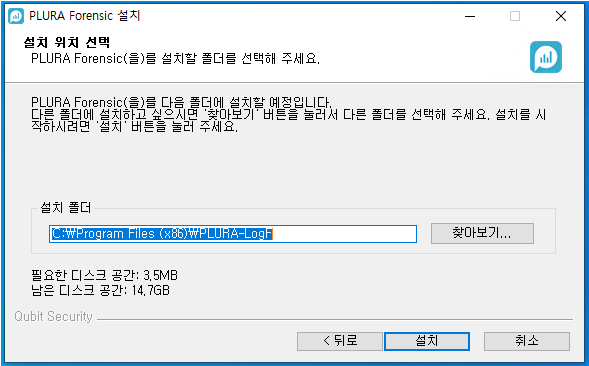 PLURA Forensic 설치
설치 위치 선택
PLURA Forensic(을)를 설치할 폴더를 선택해 주세요.
PLURA Forensic(을)를 다음 폴더에 설치할 예정입니다.
다른 폴더에 설치하고 싶으시면 '찾아보기' 버튼을 눌러서 다른 폴더를 선택해 주세요. 설치를 시
작하시려면 '설치' 버튼을 눌러 주세요.
설치 폴더
C:₩Program Files (x86)₩PLURA-LogF
찾아보기...
필요한 디스크 공간: 3.5MB
남은 디스크 공간: 14.7GB
Qubit Security
< 뒤로
설치
취소